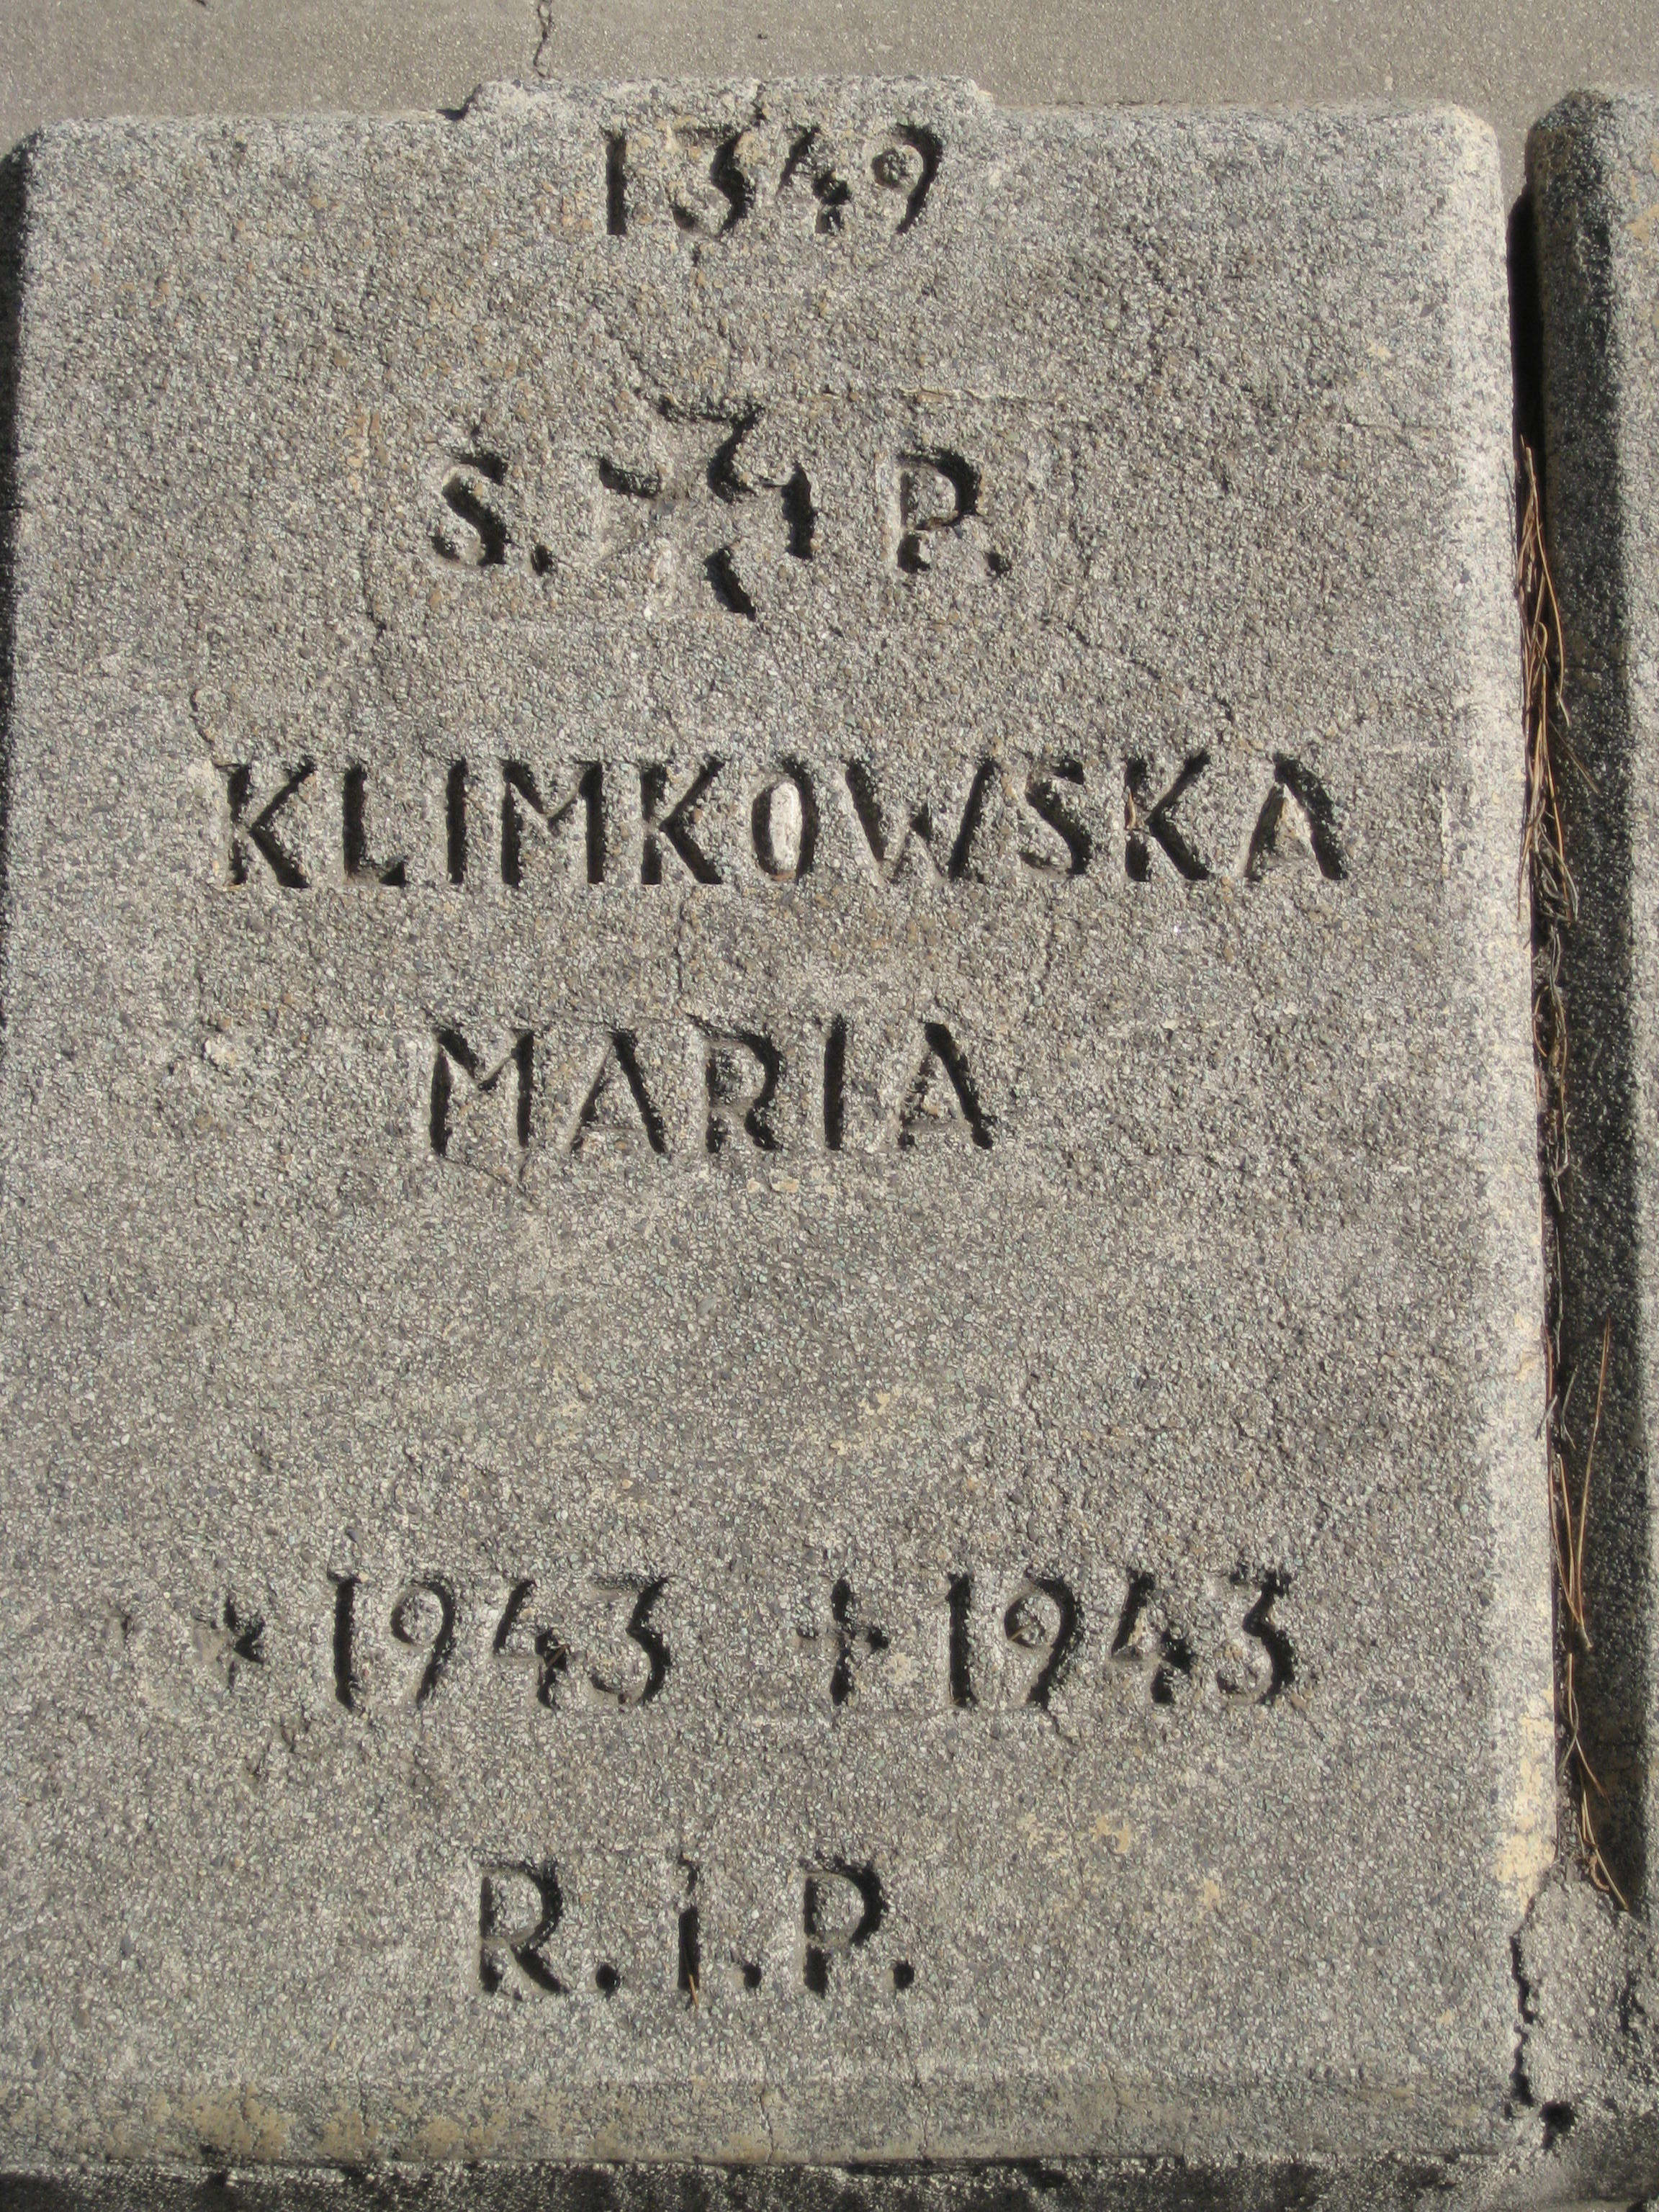 1349
S. P.
KLIMKOWSKA
MARIA
* 1943 + 1943
R.I.P.